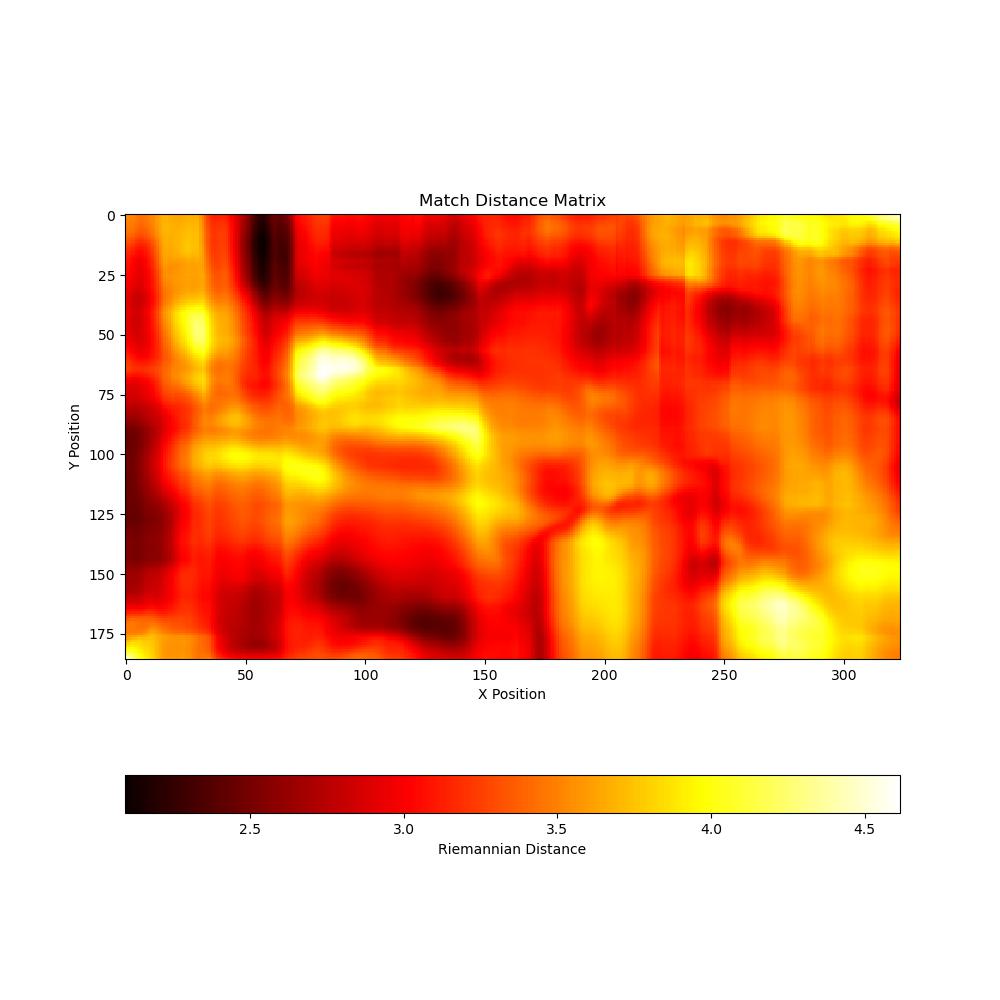 Match Distance Matrix
0
25
50
75
100
125
150
175
Y Position
0 50 100 150 200 250 300
X Position
2.5 3.0 3.5 4.0 4.5
Riemannian Distance